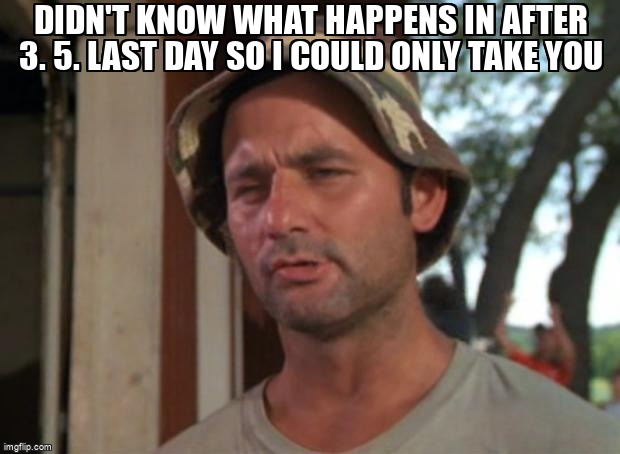 DIDN'T KNOW WHAT HAPPENS IN AFTER
3. 5. LAST DAY SO I COULD ONLY TAKE YOU
imgflip.com